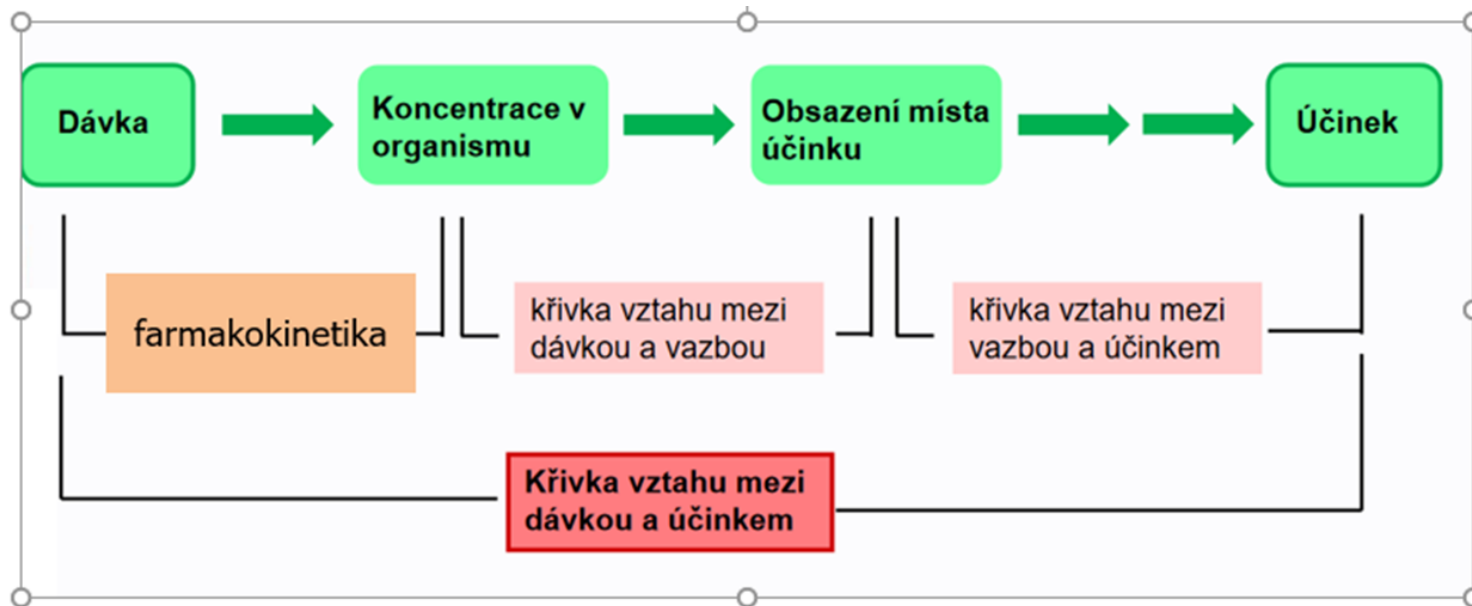 Dávka
Koncentrace v
organismu
Obsazení místa
účinku
Účinek
farmakokinetika
křivka vztahu mezi
dávkou a vazbou
křivka vztahu mezi
vazbou a účinkem
Křivka vztahu mezi
dávkou a účinkem